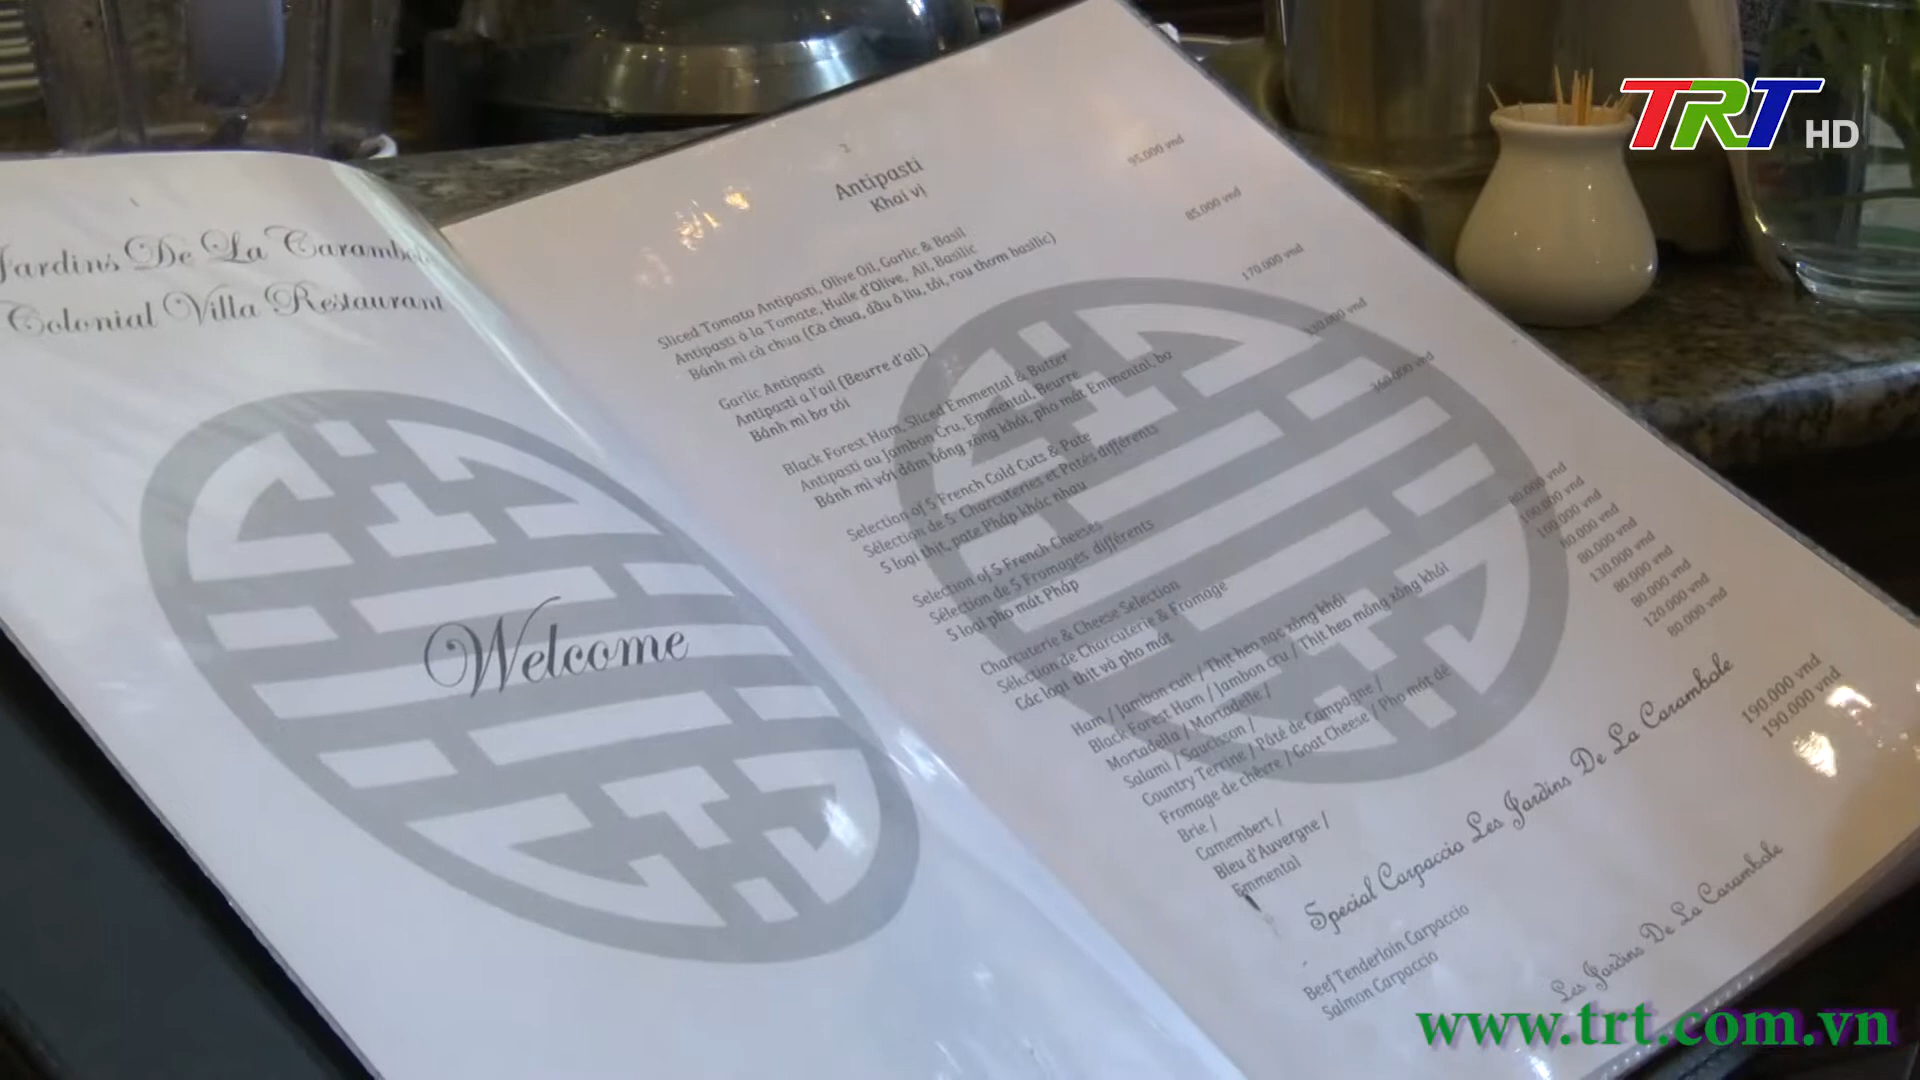 Jardins De La Carambole
Colonial Villa Restaurant
Welcome
2
Antipasti
Khai vị
Sliced Tomato Antipasti, Olive Oil, Garlic & Basil
Antipasti à la Tomate, Huile d'Olive, Ail, Basilic
Bánh mì cà chua (Cà chua, dầu ô liu, tỏi, rau thơm basilic)
95.000 vnd
Garlic Antipasti
Antipasti a l'ail (Beurre d'ail.)
Bánh mì bơ tỏi
85.000 vnd
Black Forest Ham, Sliced Emmental & Butter
Antipasti au Jambon Cru, Emmental, Beurre
Bánh mì với dăm bông xông khói, pho mát Emmental, bơ
170.000 vnd
Selection of 5 French Cold Cuts & Pate
Sélection de 5 Charcuteries et Patés différents
5 loại thịt, pate Pháp khác nhau
Selection of 5 French Cheeses
Sélection de 5 Fromages différents
5 loại pho mát Pháp
360.000 vnd
Charcuterie & Cheese Selection
Sélection de Charcuterie & Fromage
Các loại thịt và pho mát
Ham / Jambon cuit / Thịt heo nạc xông khói
Black Forest Ham / Jambon cru / Thịt heo mông xông khói
Mortadella / Mortadelle /
Salami / Saucisson /
Country Terrine / Pâté de Campagne /
Fromage de chèvre / Goat Cheese / Pho mát dê
Brie /
Camembert /
Bleu d'Auvergne /
Emmental
80.000 vnd
130.000 vnd
80.000 vnd
80.000 vnd
120.000 vnd
80.000 vnd
Special Carpaccio Les Jardins De La Carambole
Beef Tenderloin Carpaccio
Salmon Carpaccio
190.000 vnd
190.000 vnd
Les Jardins De La Carambole
TRT HD
www.trt.com.vn